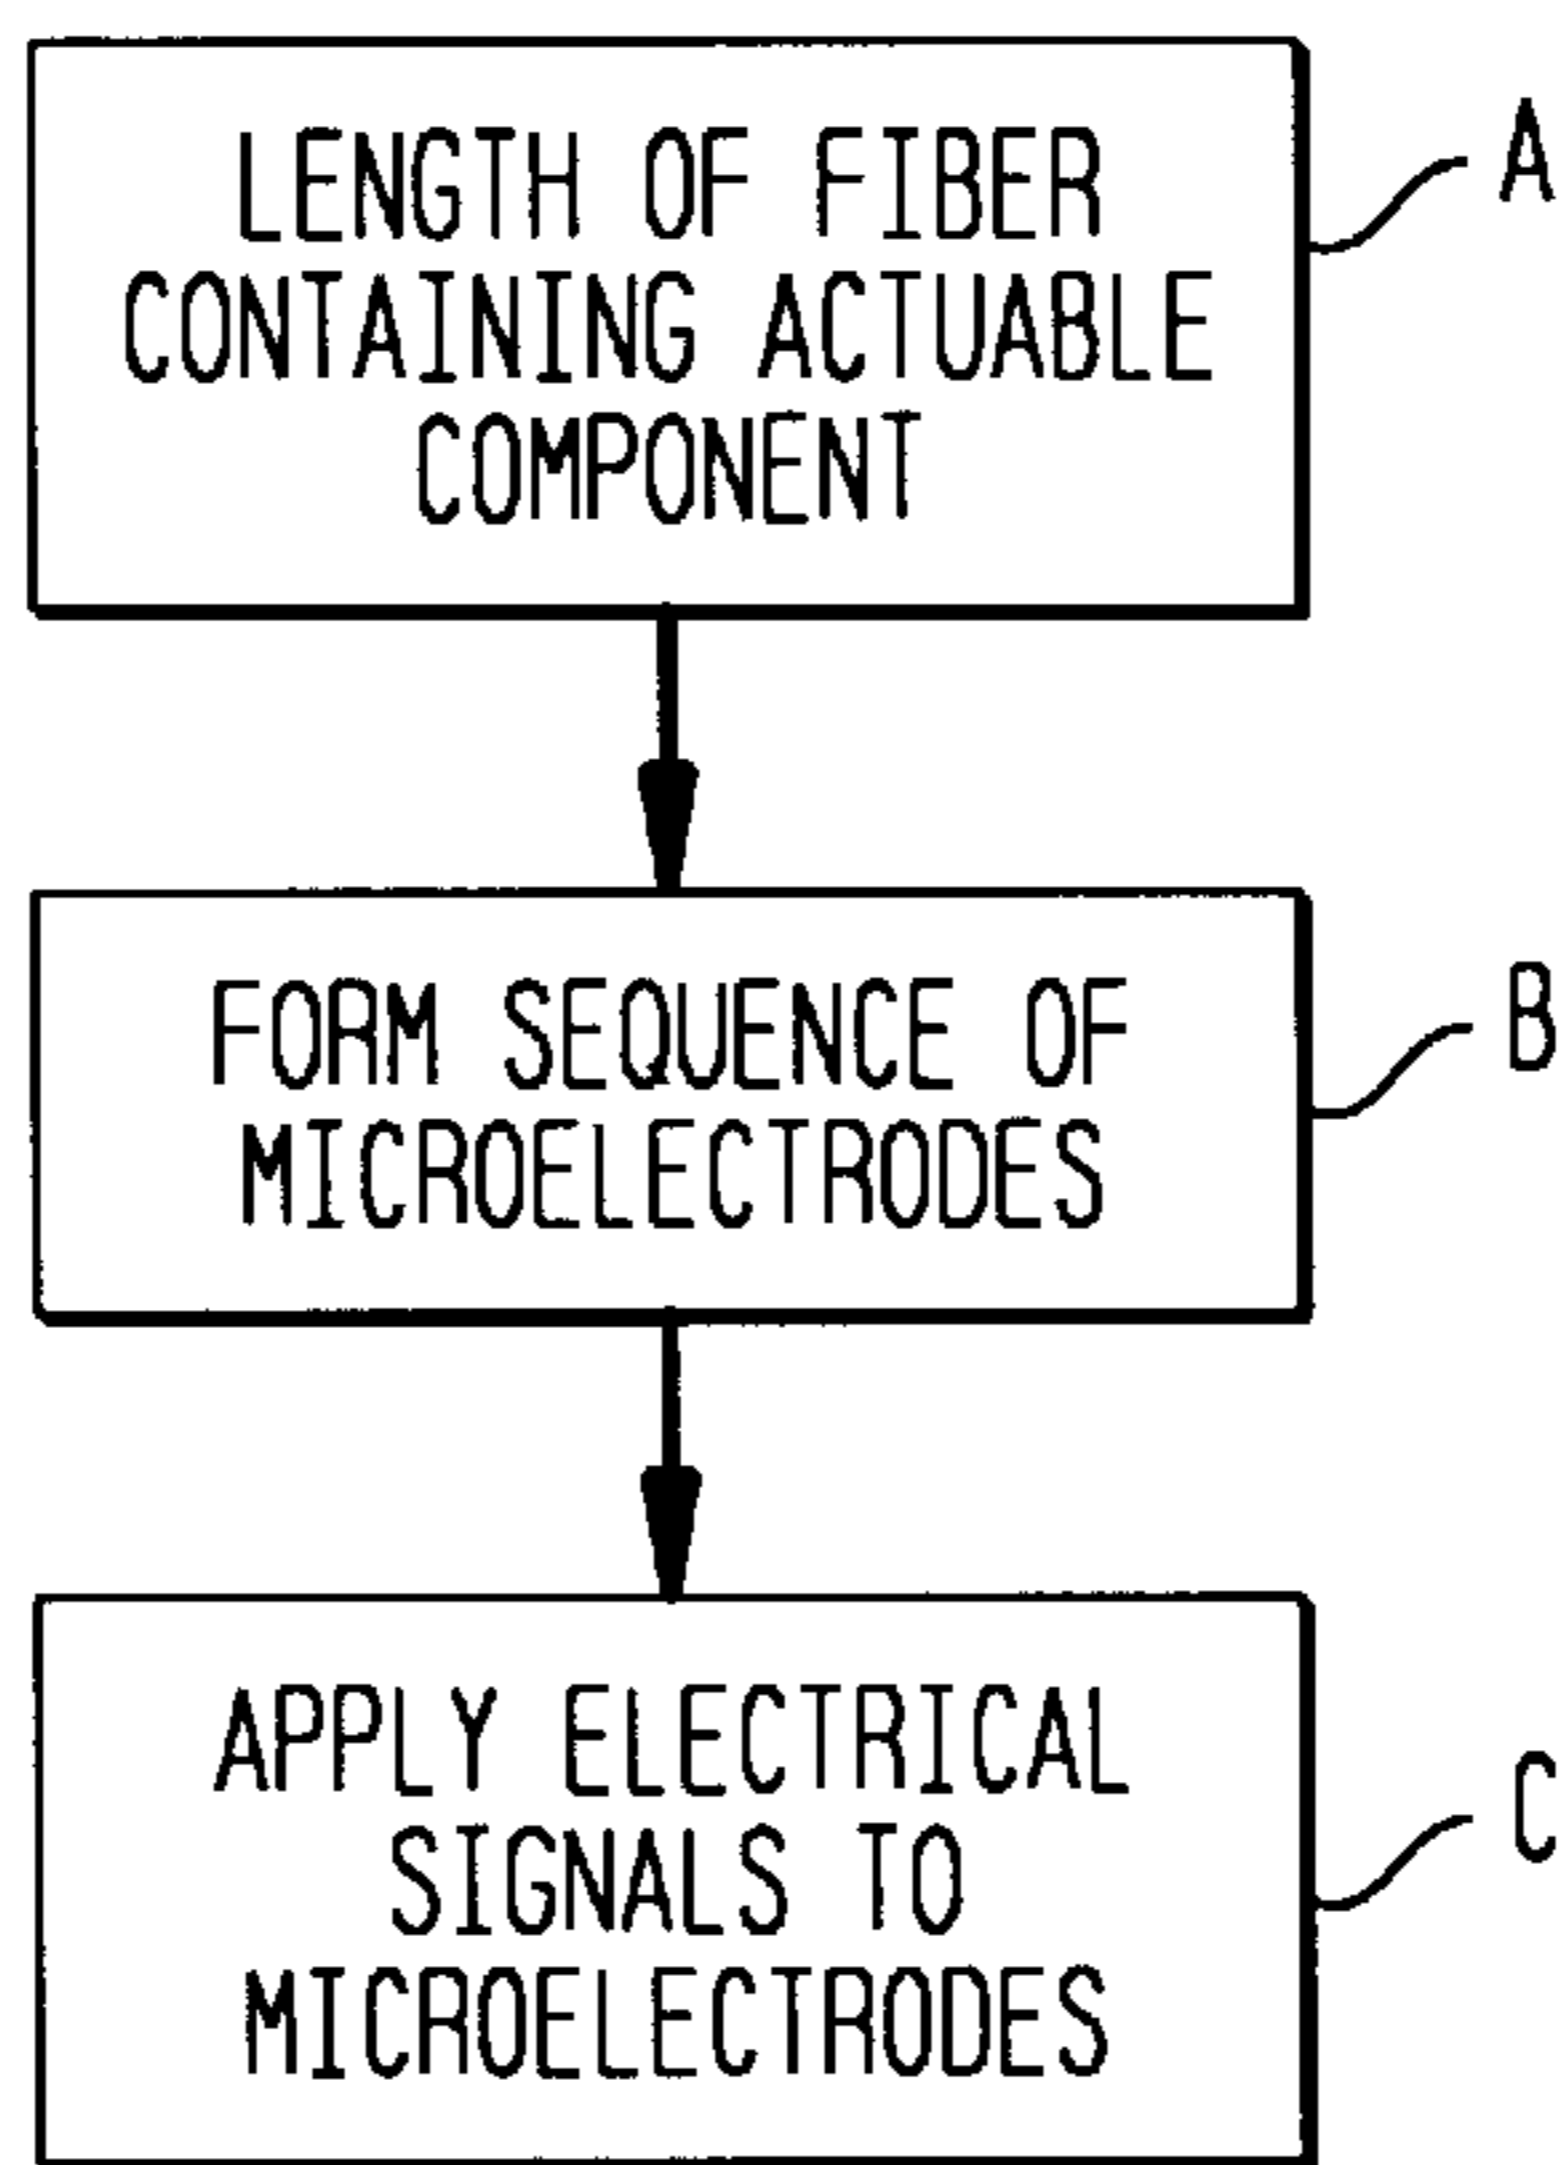 LENGTH OF FIBER
CONTAINING ACTUABLE
COMPONENT
A
FORM SEQUENCE OF
MICROELECTRODES
B
APPLY ELECTRICAL
SIGNALS TO
MICROELECTRODES
C